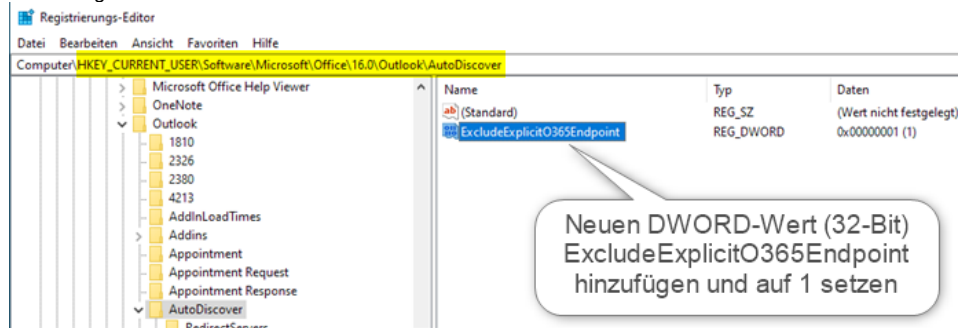 Registrierungs-Editor
Datei Bearbeiten Ansicht Favoriten Hilfe
Computer\HKEY_CURRENT_USER\Software\Microsoft\Office\16.0\Outlook\AutoDiscover
Microsoft Office Help Viewer
OneNote
Outlook
1810
2326
2380
4213
AddInLoadTimes
Addins
Appointment
Appointment Request
Appointment Response
AutoDiscover
RedirectServers
Name Typ Daten
ab (Standard) REG_SZ (Wert nicht festgelegt)
ExcludeExplicitO365Endpoint REG_DWORD 0x00000001 (1)
Neuen DWORD-Wert (32-Bit)
ExcludeExplicitO365Endpoint
hinzufügen und auf 1 setzen